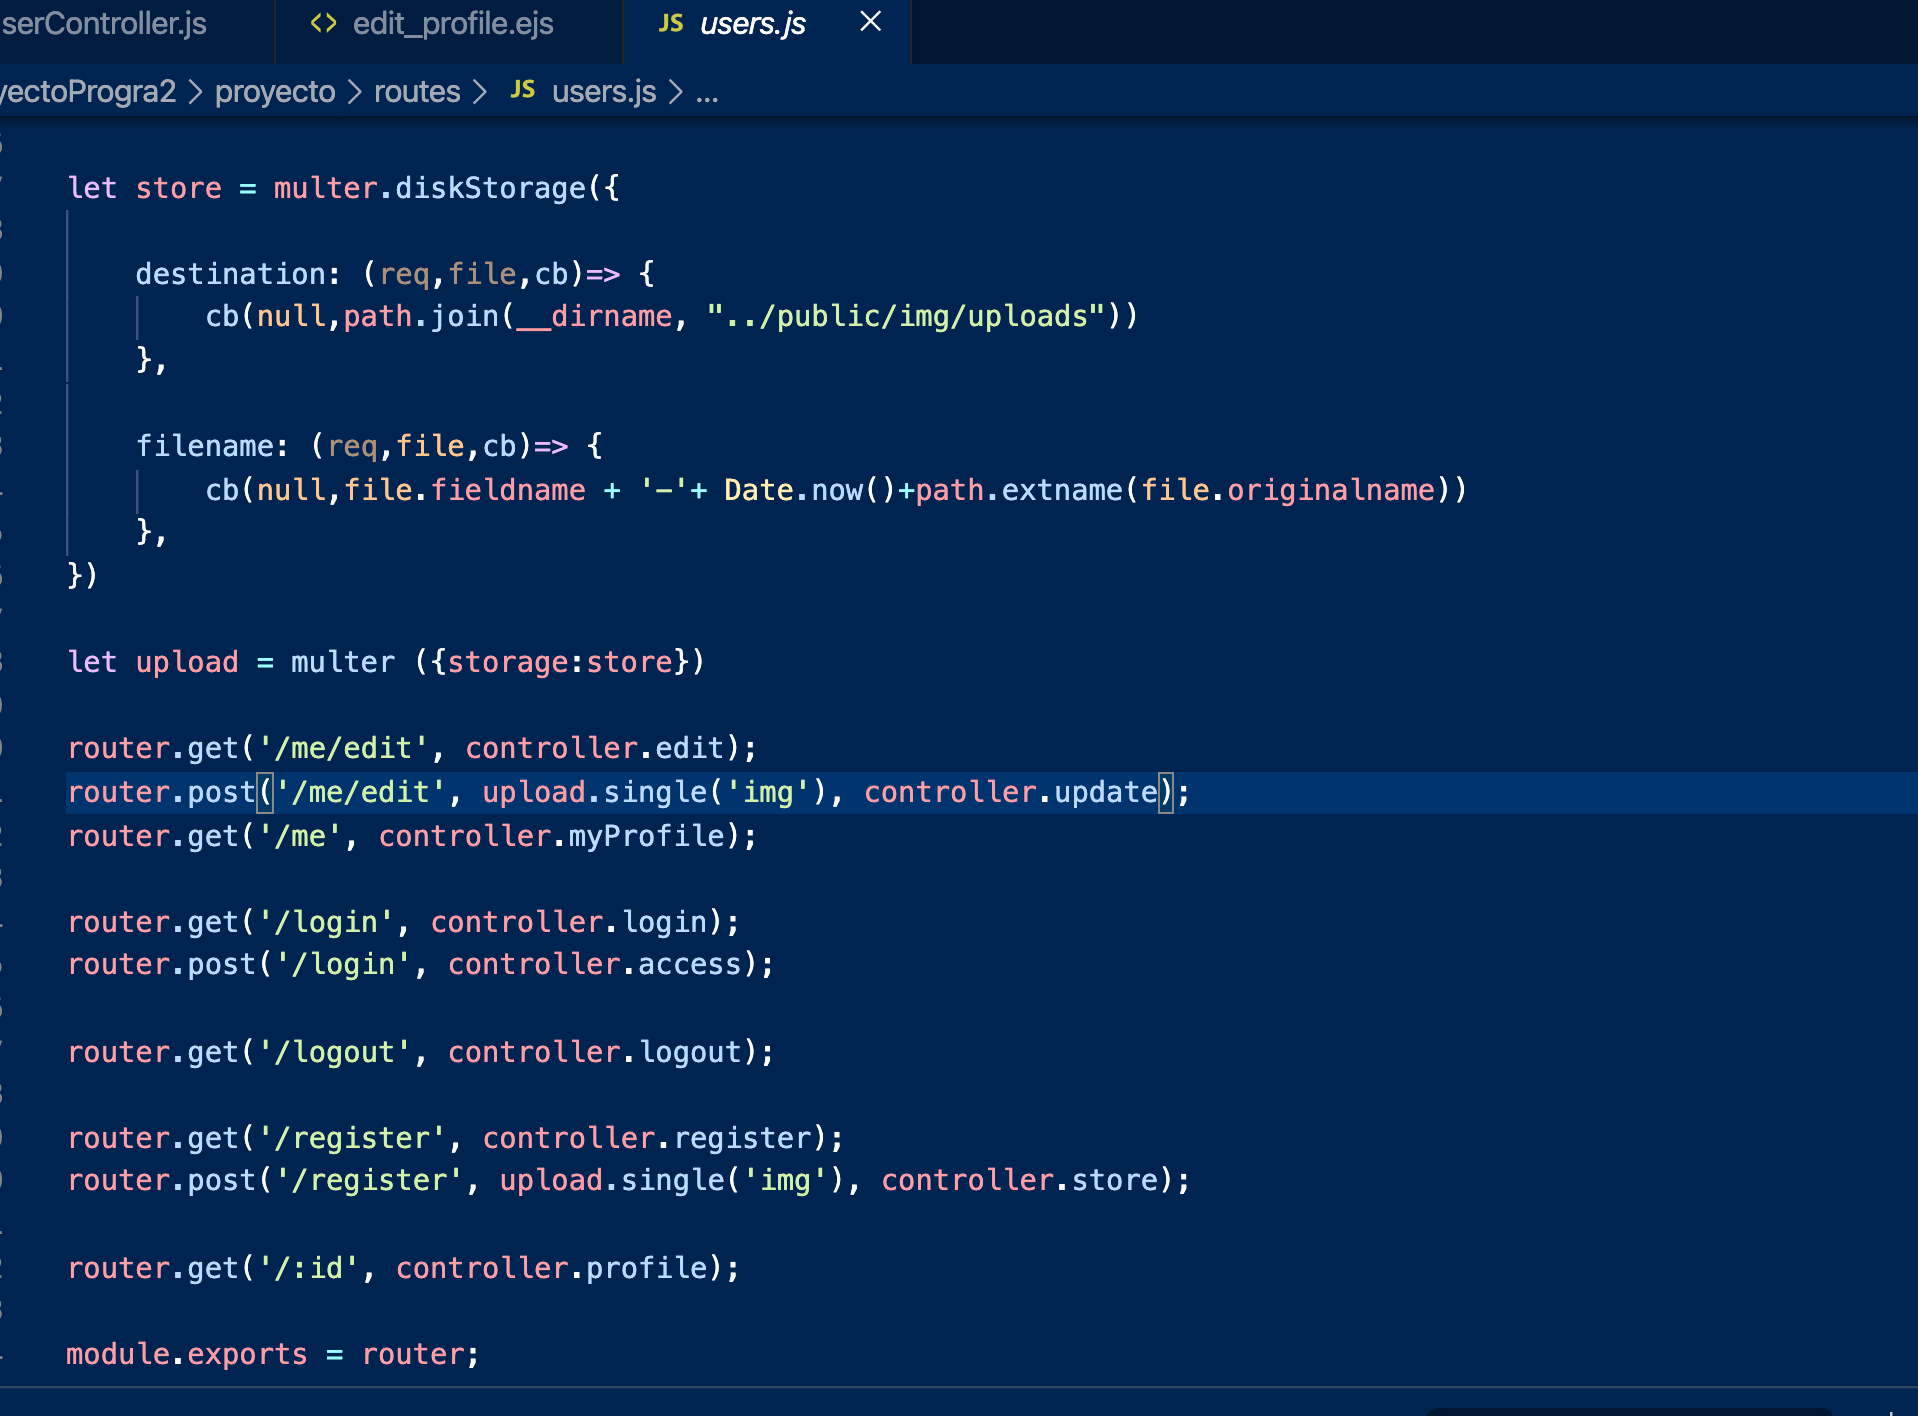 serController.js
<> edit_profile.ejs
JS users.js
yectoProgra2 > proyecto > routes > JS users.js > ...
let store = multer.diskStorage({
destination: (req,file,cb)=> {
cb(null,path.join(__dirname, "../public/img/uploads"))
},
filename: (req,file,cb)=> {
cb(null,file.fieldname + '-'+ Date.now()+path.extname(file.originalname))
},
})
let upload = multer ({storage:store})
router.get('/me/edit', controller.edit);
router.post('/me/edit', upload.single('img'), controller.update);
router.get('/me', controller.myProfile);
router.get('/login', controller.login);
router.post('/login', controller.access);
router.get('/logout', controller.logout);
router.get('/register', controller.register);
router.post('/register', upload.single('img'), controller.store);
router.get('/:id', controller.profile);
module.exports = router;